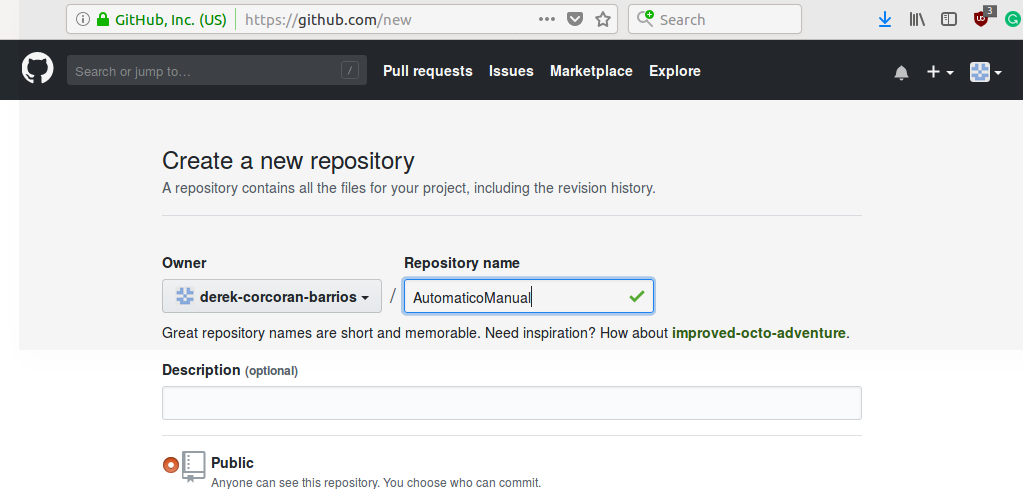 GitHub, Inc. (US) https://github.com/new Search 3
Search or jump to… / Pull requests Issues Marketplace Explore
Create a new repository
A repository contains all the files for your project, including the revision history.
Owner Repository name
derek-corcoran-barrios / AutomaticoManual
Great repository names are short and memorable. Need inspiration? How about improved-octo-adventure.
Description (optional)
Public
Anyone can see this repository. You choose who can commit.